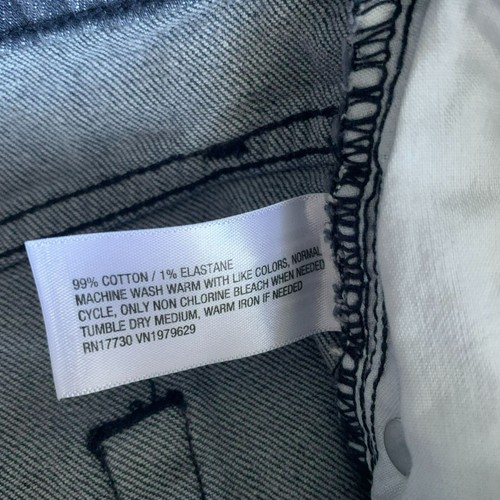 99% COTTON / 1% ELASTANE
MACHINE WASH WARM WITH LIKE COLORS, NORMAL
CYCLE, ONLY NON CHLORINE BLEACH WHEN NEEDED
TUMBLE DRY MEDIUM, WARM IRON IF NEEDED
RN17730 VN1979629